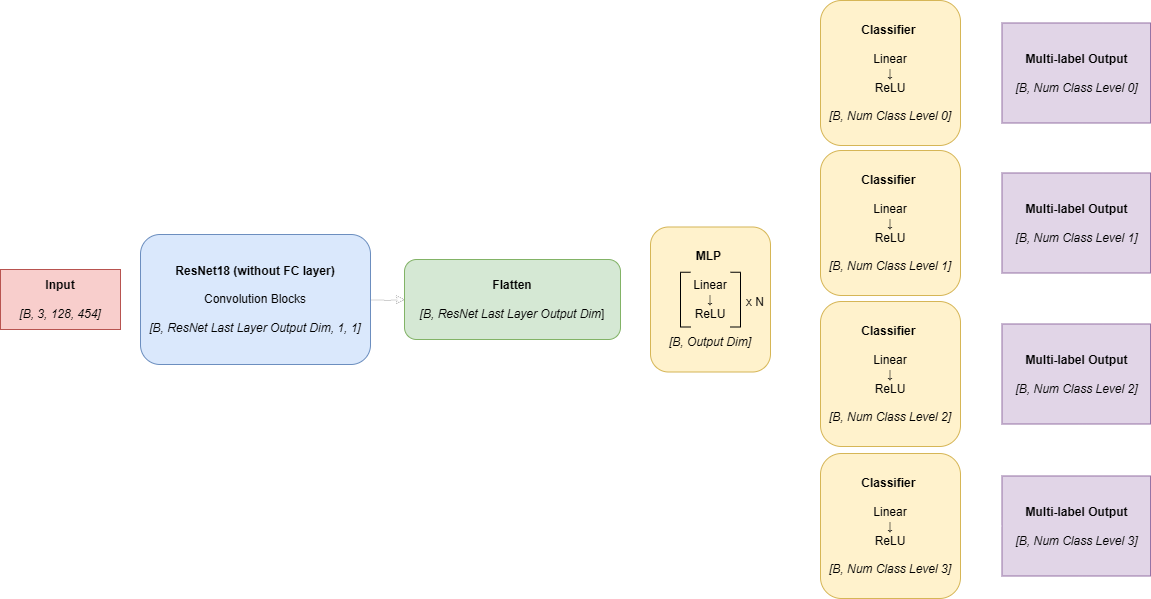 Input
[B, 3, 128, 454]
ResNet18 (without FC layer)
Convolution Blocks
[B, ResNet Last Layer Output Dim, 1, 1]
Flatten
[B, ResNet Last Layer Output Dim]
MLP
Linear
↓
ReLU
x N
[B, Output Dim]
Classifier
Linear
↓
ReLU
[B, Num Class Level 0]
Multi-label Output
[B, Num Class Level 0]
Classifier
Linear
↓
ReLU
[B, Num Class Level 1]
Multi-label Output
[B, Num Class Level 1]
Classifier
Linear
↓
ReLU
[B, Num Class Level 2]
Multi-label Output
[B, Num Class Level 2]
Classifier
Linear
↓
ReLU
[B, Num Class Level 3]
Multi-label Output
[B, Num Class Level 3]